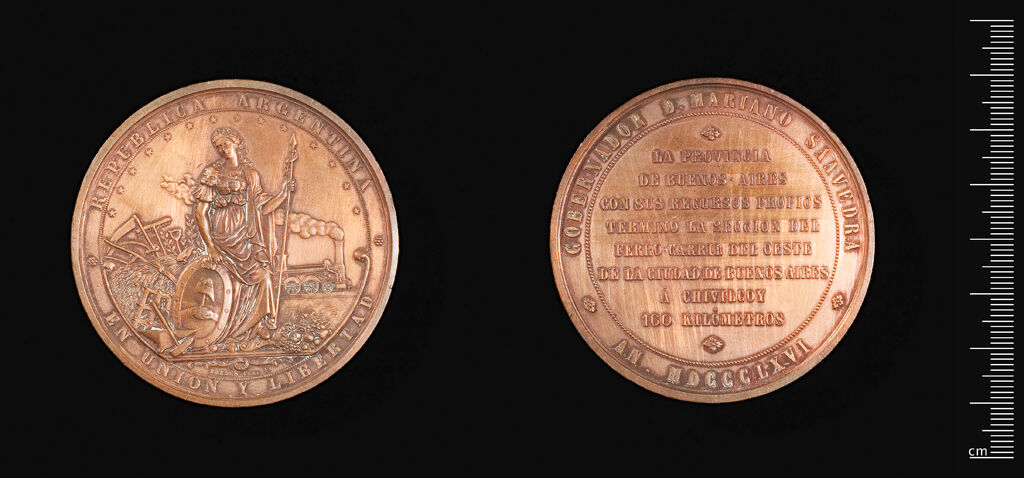 REPUBLICA ARGENTINA
EN UNION Y LIBERTAD
GOBERNADOR D. MARIANO SAAVEDRA
LA PROVINCIA
DE BUENOS-AIRES
CON SUS RECURSOS PROPIOS
TERMINÓ LA SECCION DEL
FERRO-CARRIR DEL OESTE
DE LA CIUDAD DE BUENOS AIRES
Á CHIVILCOY
160 KILÓMETROS
AN. MDCCCLXVI
cm